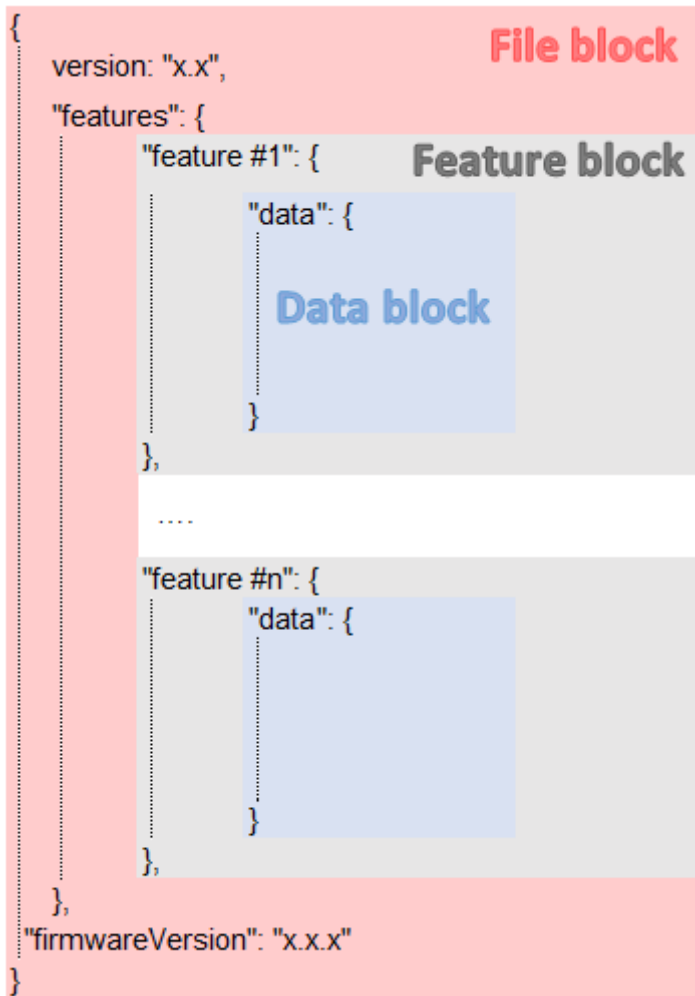 {
File block
version: "x.x",
"features": {
"feature #1": {
Feature block
"data": {
Data block
}
},
....
"feature #n": {
"data": {
}
},
},
"firmwareVersion": "x.x.x"
}